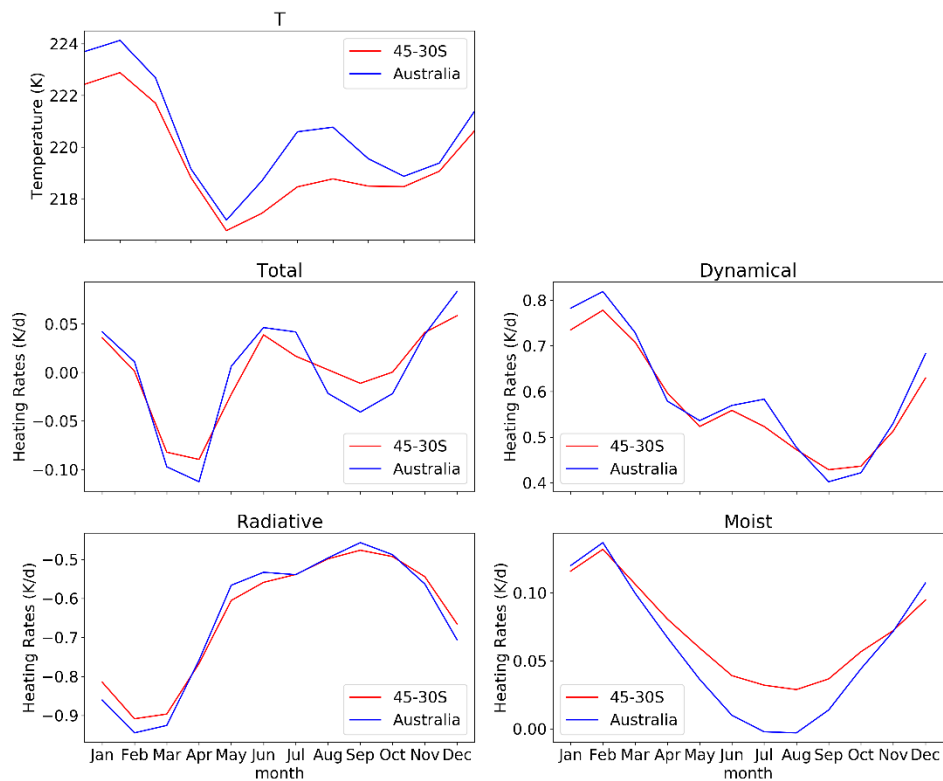 T
Temperature (K)
224
222
220
218
45-30S
Australia
Total
Heating Rates (K/d)
0.05
0.00
−0.05
−0.10
45-30S
Australia
Dynamical
Heating Rates (K/d)
0.8
0.7
0.6
0.5
0.4
45-30S
Australia
Radiative
Heating Rates (K/d)
−0.5
−0.6
−0.7
−0.8
−0.9
45-30S
Australia
Jan Feb Mar Apr May Jun Jul Aug Sep Oct Nov Dec
month
Moist
Heating Rates (K/d)
0.10
0.05
0.00
45-30S
Australia
Jan Feb Mar Apr May Jun Jul Aug Sep Oct Nov Dec
month